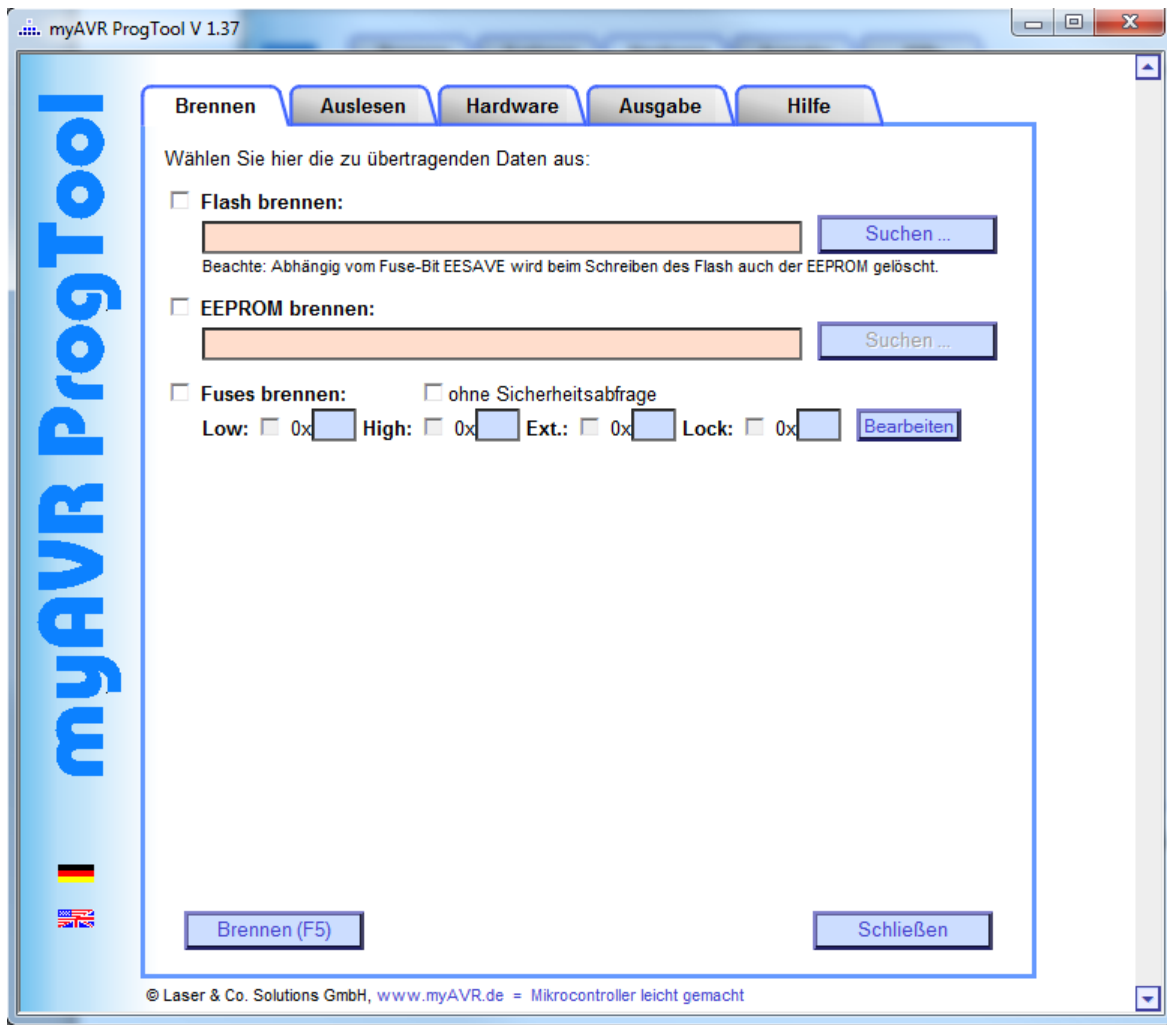 myAVR ProgTool V 1.37
myAVR ProgTool
Brennen Auslesen Hardware Ausgabe Hilfe
Wählen Sie hier die zu übertragenden Daten aus:
Flash brennen:
Suchen ...
Beachte: Abhängig vom Fuse-Bit EESAVE wird beim Schreiben des Flash auch der EEPROM gelöscht.
EEPROM brennen:
Suchen ...
Fuses brennen: ohne Sicherheitsabfrage
Low: 0x High: 0x Ext.: 0x Lock: 0x Bearbeiten
Brennen (F5) Schließen
© Laser & Co. Solutions GmbH, www.myAVR.de = Mikrocontroller leicht gemacht